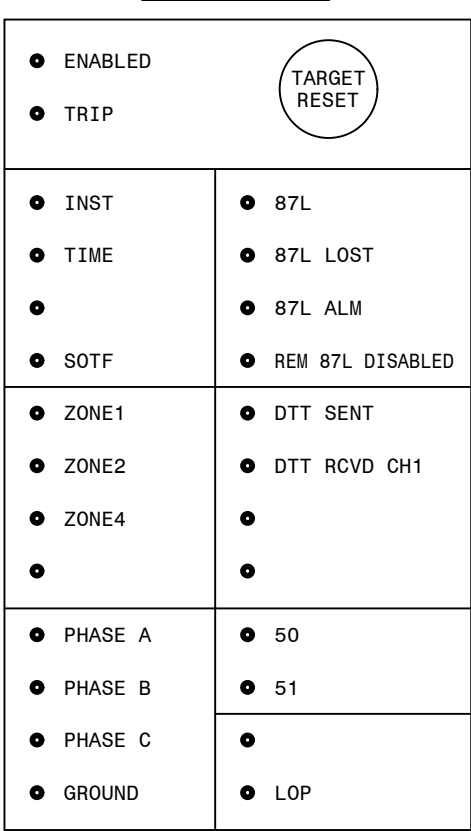 ENABLED
TRIP
TARGET
RESET
INST
TIME
SOTF
87L
87L LOST
87L ALM
REM 87L DISABLED
ZONE1
ZONE2
ZONE4
DTT SENT
DTT RCVD CH1
PHASE A
PHASE B
PHASE C
GROUND
50
51
LOP